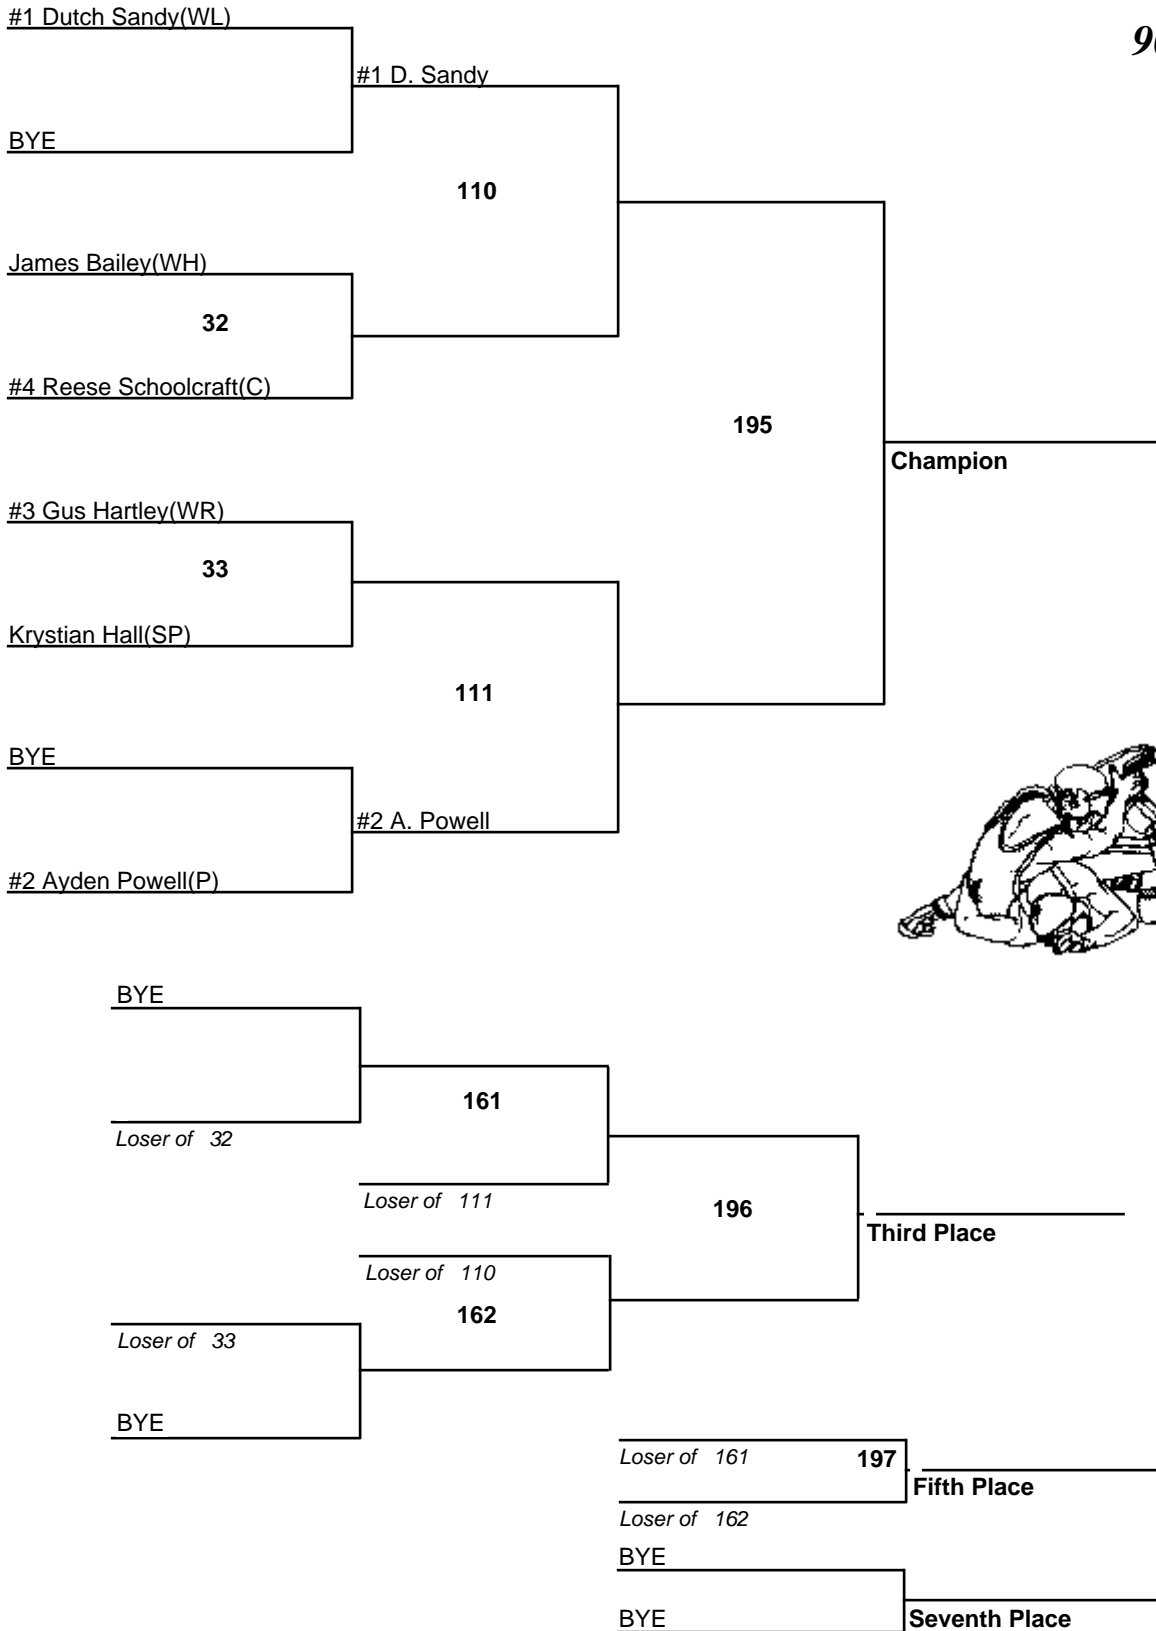 #1 Dutch Sandy(WL)
#1 D. Sandy
BYE
110
James Bailey(WH)
32
#4 Reese Schoolcraft(C)
195
Champion
#3 Gus Hartley(WR)
33
Krystian Hall(SP)
111
BYE
#2 A. Powell
#2 Ayden Powell(P)
BYE
161
Loser of 32
Loser of 111
196
Third Place
Loser of 110
162
Loser of 33
BYE
Loser of 161
197
Fifth Place
Loser of 162
BYE
BYE
Seventh Place